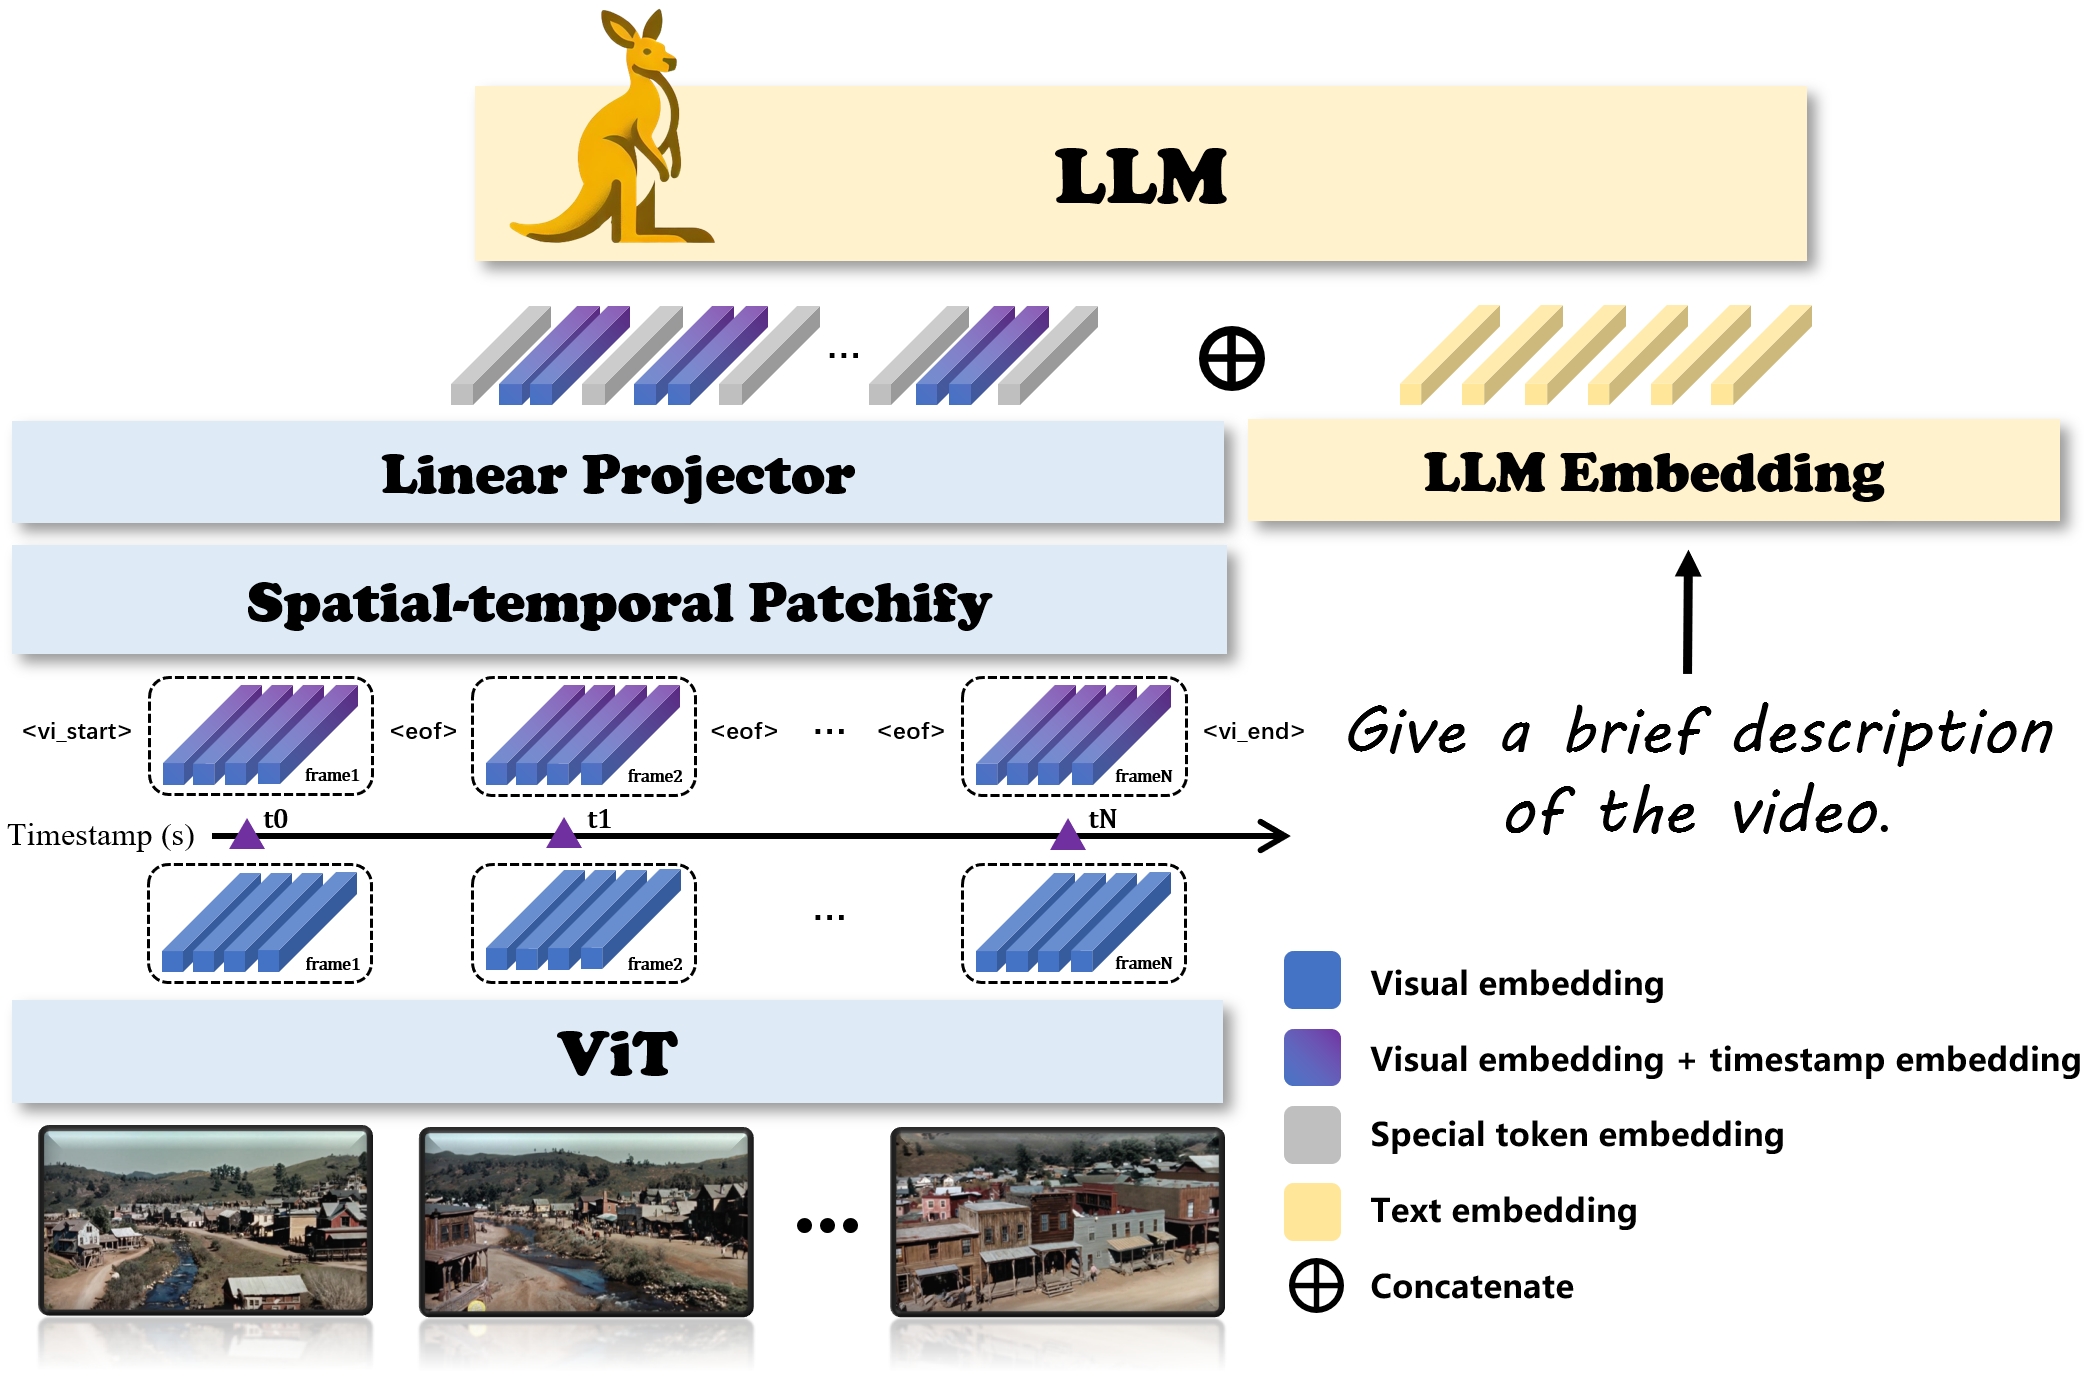 LLM
...
Linear Projector
LLM Embedding
Spatial-temporal Patchify
<vi_start> frame1 <eof> frame2 <eof> ... <eof> frameN <vi_end>
Timestamp (s) t0 t1 tN
frame1 frame2 ... frameN
ViT
...
Give a brief description
of the video.
Visual embedding
Visual embedding + timestamp embedding
Special token embedding
Text embedding
Concatenate